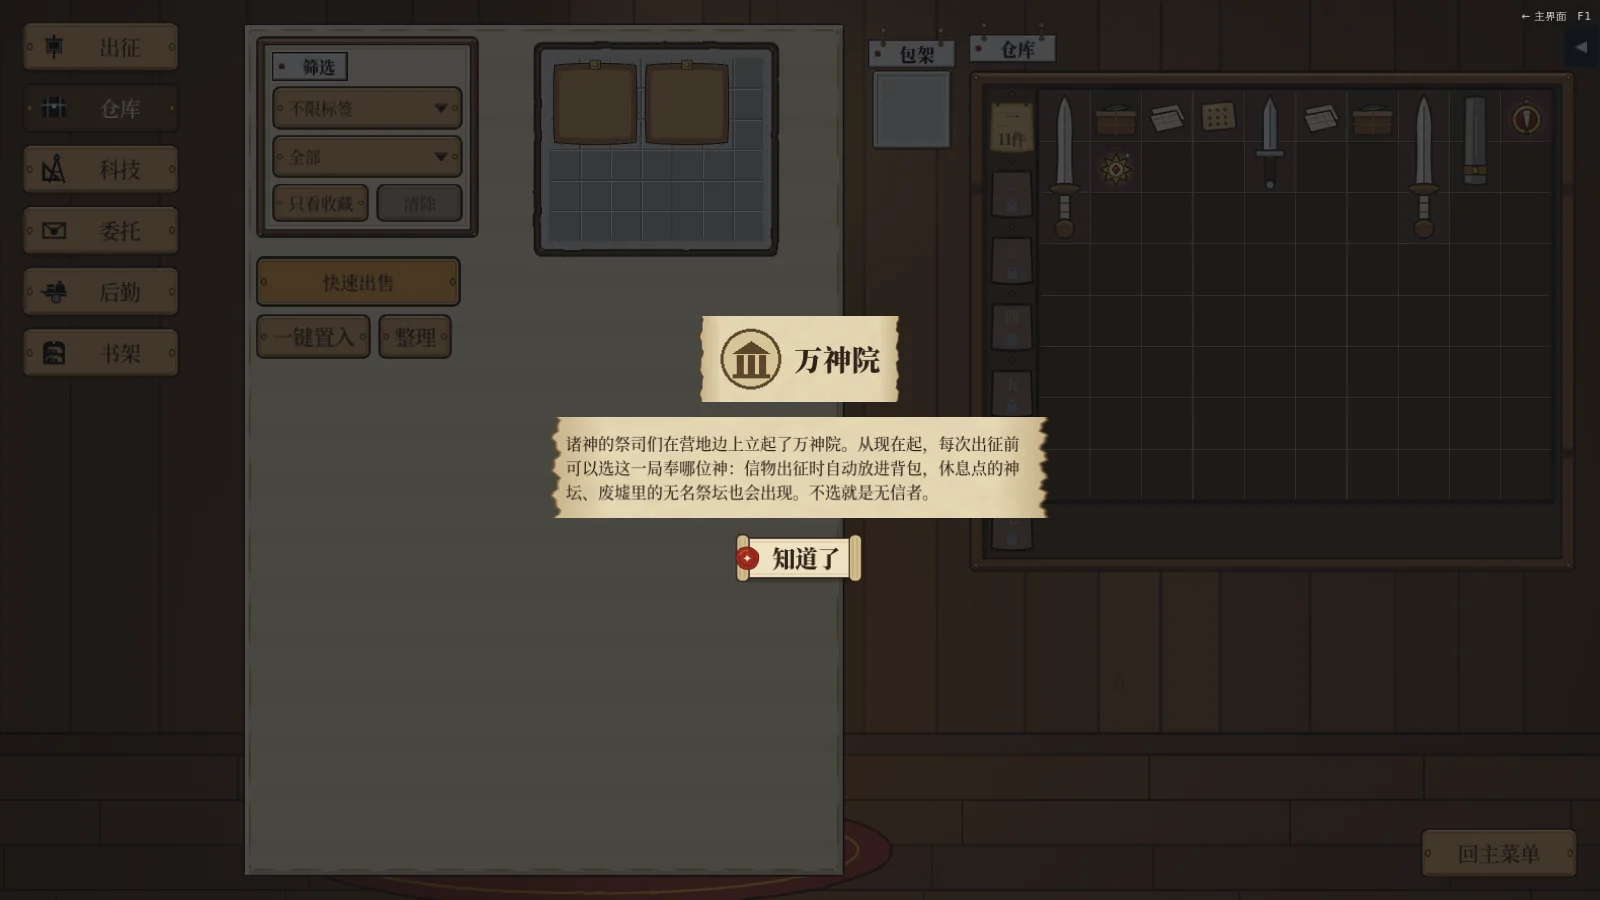 ← 主界面 F1
出征
仓库
科技
委托
后勤
书架
筛选
不限标签
全部
只看收藏
清除
快速出售
一键置入
整理
包架
仓库
一
11件
四
五
万神院
诸神的祭司们在营地边上立起了万神院。从现在起，每次出征前
可以选这一局奉哪位神：信物出征时自动放进背包，休息点的神
坛、废墟里的无名祭坛也会出现。不选就是无信者。
知道了
回主菜单